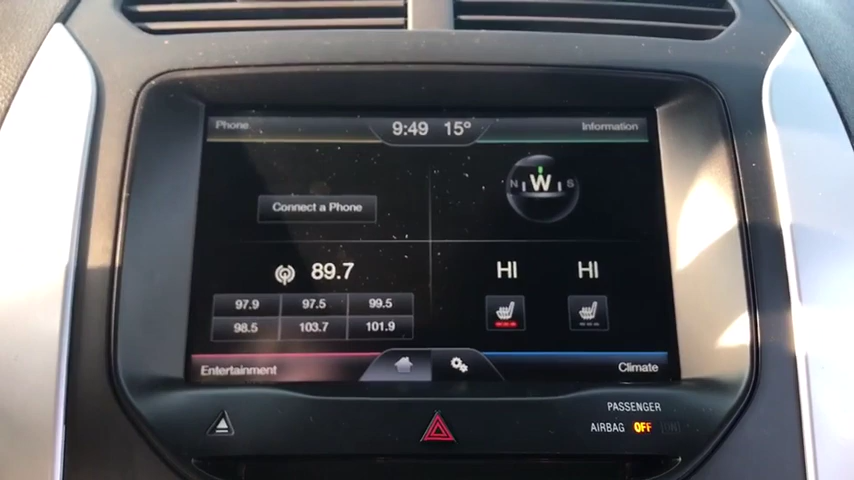 Phone 9:49 15° Information
N W S
Connect a Phone
89.7 HI HI
97.9 97.5 99.5
98.5 103.7 101.9
Entertainment Climate
PASSENGER
AIRBAG OFF ON